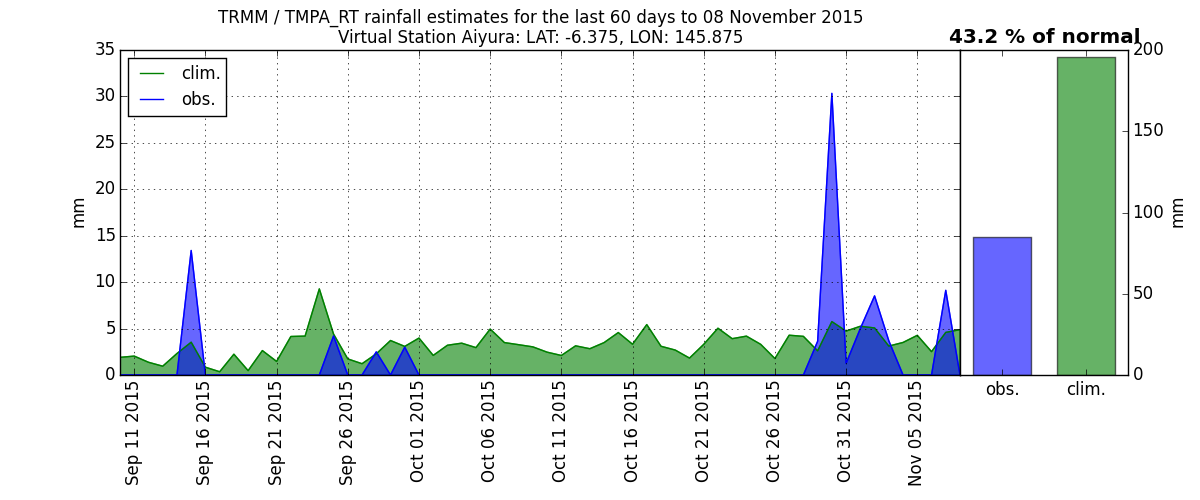 TRMM / TMPA_RT rainfall estimates for the last 60 days to 08 November 2015
Virtual Station Aiyura: LAT: -6.375, LON: 145.875
43.2 % of normal
clim.
obs.
35
30
25
20
15
10
5
0
mm
Sep 11 2015
Sep 16 2015
Sep 21 2015
Sep 26 2015
Oct 01 2015
Oct 06 2015
Oct 11 2015
Oct 16 2015
Oct 21 2015
Oct 26 2015
Oct 31 2015
Nov 05 2015
200
150
100
50
0
mm
obs.
clim.